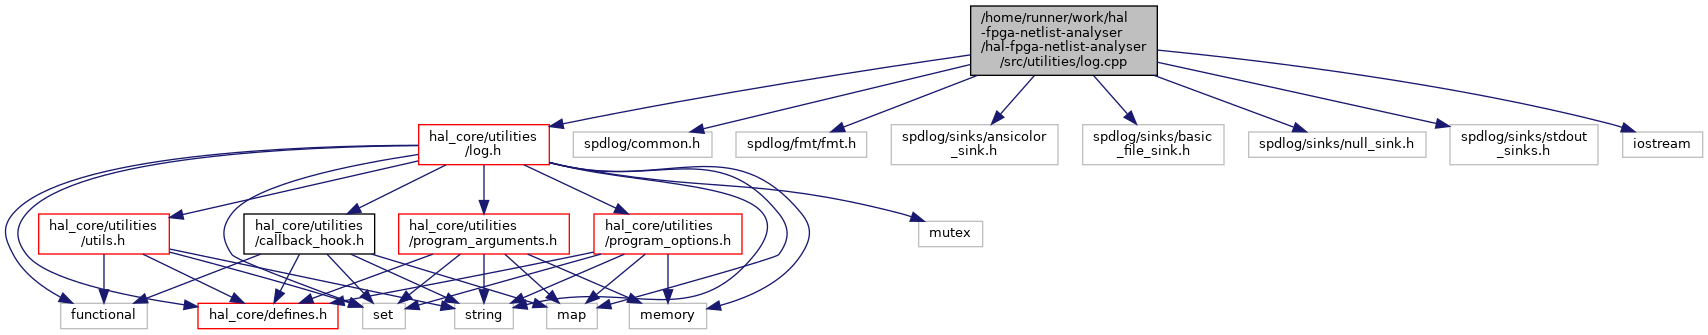 /home/runner/work/hal
-fpga-netlist-analyser
/hal-fpga-netlist-analyser
/src/utilities/log.cpp
hal_core/utilities
/log.h
spdlog/common.h
spdlog/fmt/fmt.h
spdlog/sinks/ansicolor
_sink.h
spdlog/sinks/basic
_file_sink.h
spdlog/sinks/null_sink.h
spdlog/sinks/stdout
_sinks.h
iostream
hal_core/utilities
/utils.h
hal_core/utilities
/callback_hook.h
hal_core/utilities
/program_arguments.h
hal_core/utilities
/program_options.h
mutex
functional
hal_core/defines.h
set
string
map
memory